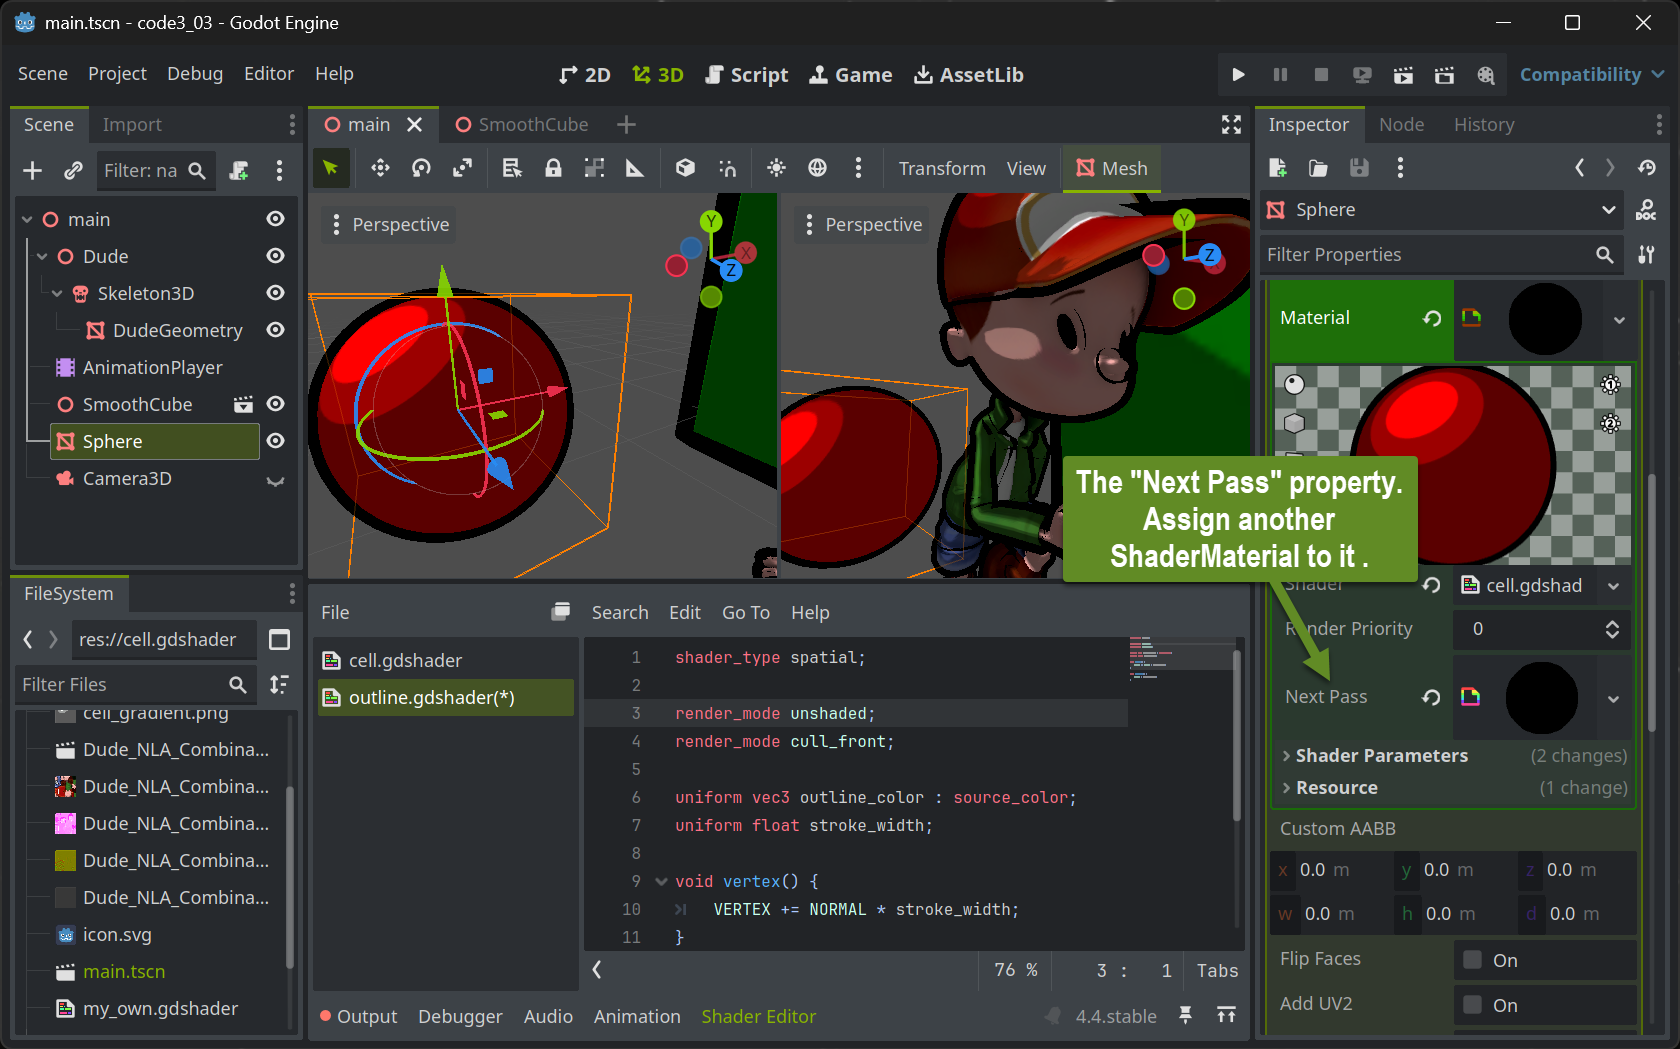 main.tscn - code3_03 - Godot Engine
Scene Project Debug Editor Help
2D 3D Script Game AssetLib
Compatibility
Scene Import
Filter: na
main
Dude
Skeleton3D
DudeGeometry
AnimationPlayer
SmoothCube
Sphere
Camera3D
FileSystem
res://cell.gdshader
Filter Files
cell_gradient.png
Dude_NLA_Combina...
Dude_NLA_Combina...
Dude_NLA_Combina...
Dude_NLA_Combina...
Dude_NLA_Combina...
icon.svg
main.tscn
my_own.gdshader
main SmoothCube
Transform View Mesh
Perspective
Y
X
Z
Perspective
Y
Z
File
Search Edit Go To Help
cell.gdshader
outline.gdshader(*)
1 shader_type spatial;
2
3 render_mode unshaded;
4 render_mode cull_front;
5
6 uniform vec3 outline_color : source_color;
7 uniform float stroke_width;
8
9 void vertex() {
10 VERTEX += NORMAL * stroke_width;
11 }
76 % 3 : 1 Tabs
Output Debugger Audio Animation Shader Editor
4.4.stable
Inspector Node History
Sphere
DOC
Filter Properties
Material
1
2
The "Next Pass" property.
Assign another
ShaderMaterial to it .
Shader cell.gdshad
Render Priority 0
Next Pass
Shader Parameters (2 changes)
Resource (1 change)
Custom AABB
x 0.0 m y 0.0 m z 0.0 m
w 0.0 m h 0.0 m d 0.0 m
Flip Faces On
Add UV2 On